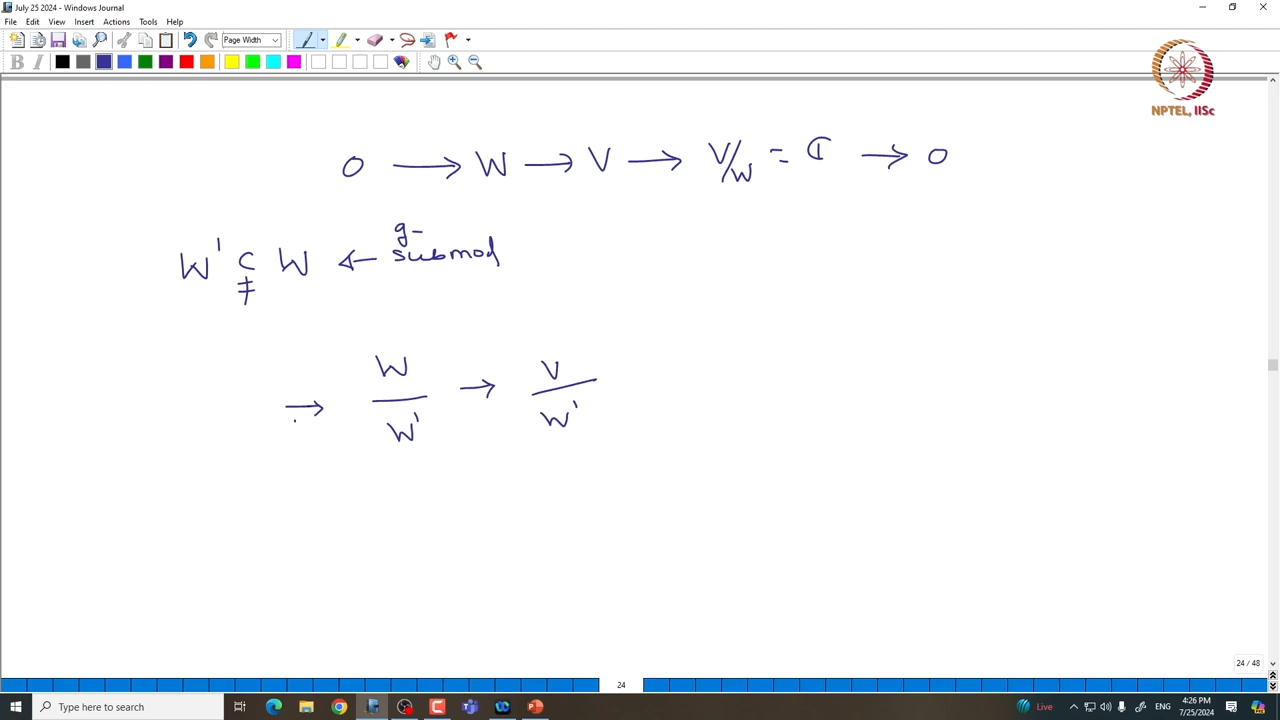 July 25 2024 - Windows Journal
File Edit View Insert Actions Tools Help
Page Width
B I
NPTEL, IISc
0 → W → V → V/W = ℂ → 0
g-
W' ⊊ W ← submod
→ W/W' → V/W'
24 / 48
24
Type here to search
Live
4:26 PM
7/25/2024